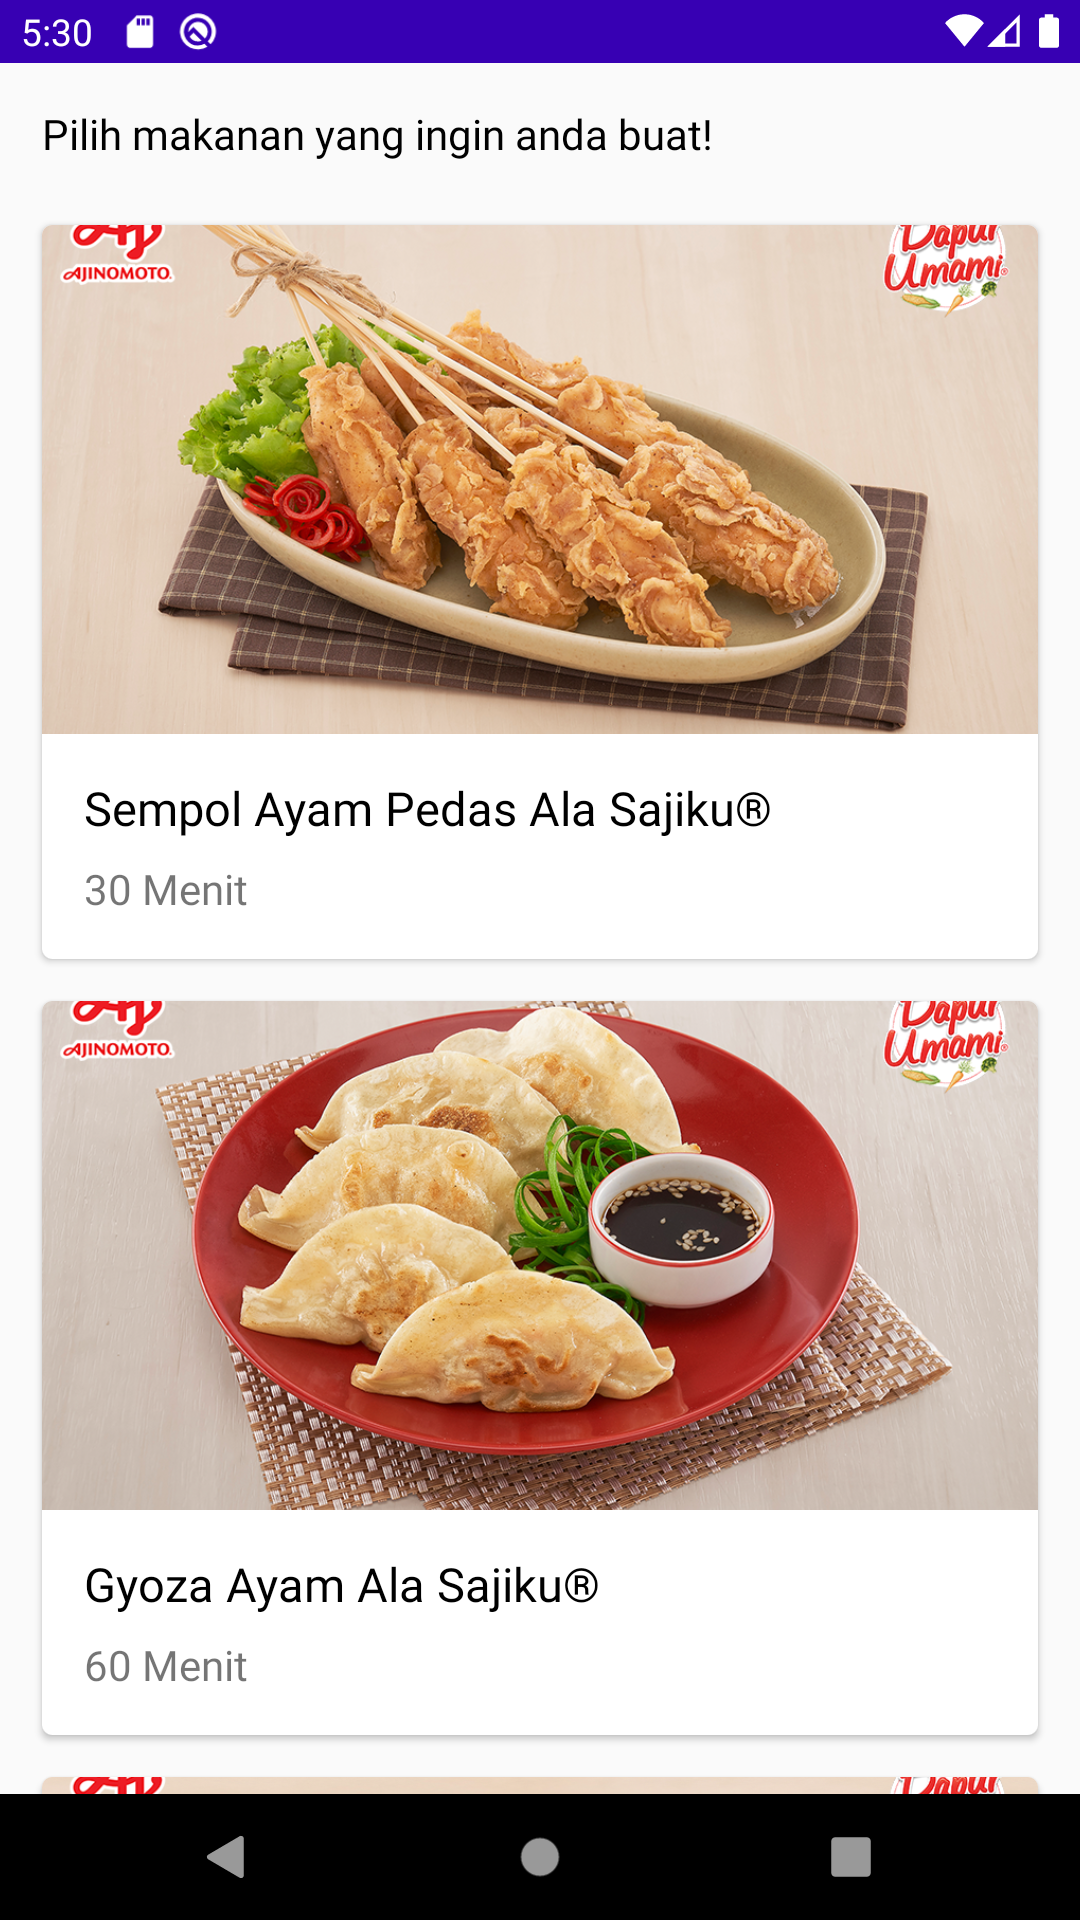 5:30
Pilih makanan yang ingin anda buat!
AJINOMOTO.
Dapur
Umami
Sempol Ayam Pedas Ala Sajiku®
30 Menit
AJINOMOTO.
Dapur
Umami
Gyoza Ayam Ala Sajiku®
60 Menit
Dapur